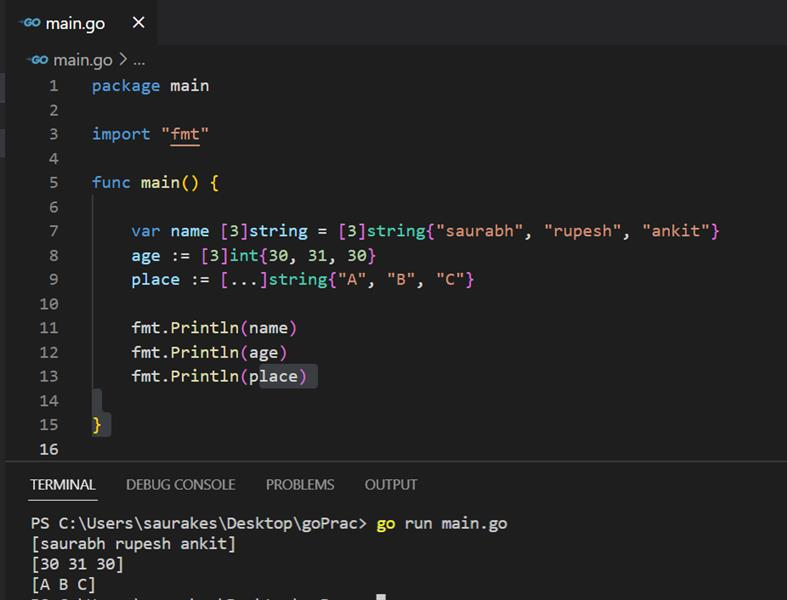 GO main.go ×
GO main.go > ...
1 package main
2
3 import "fmt"
4
5 func main() {
6
7 var name [3]string = [3]string{"saurabh", "rupesh", "ankit"}
8 age := [3]int{30, 31, 30}
9 place := [...]string{"A", "B", "C"}
10
11 fmt.Println(name)
12 fmt.Println(age)
13 fmt.Println(place)
14
15 }
16
TERMINAL DEBUG CONSOLE PROBLEMS OUTPUT
PS C:\Users\saurakes\Desktop\goPrac> go run main.go
[saurabh rupesh ankit]
[30 31 30]
[A B C]